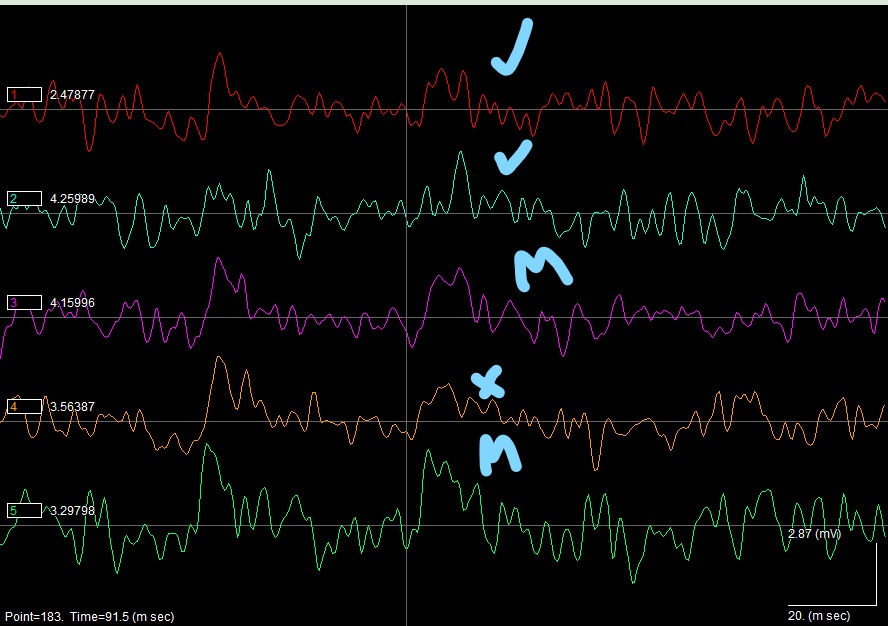 ✓
1 2.47877
✓
2 4.25989
M
3 4.15996
×
4 3.56387
M
5 3.29798
2.87 (mV)
20. (m sec)
Point=183. Time=91.5 (m sec)